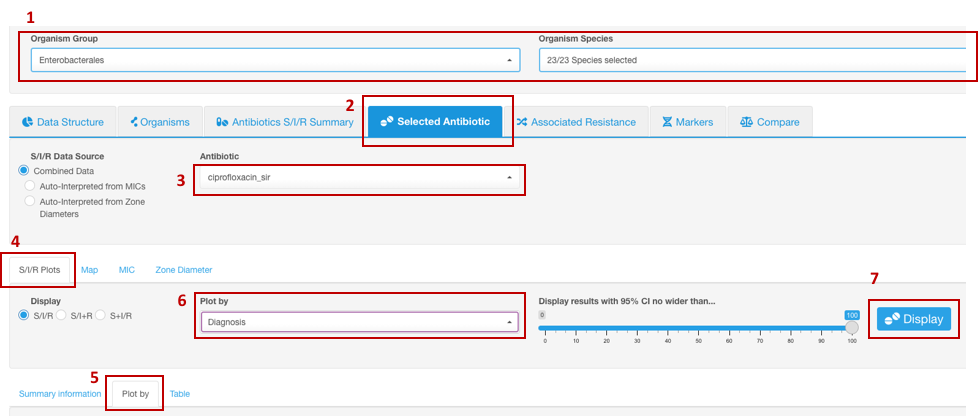 1
Organism Group
Organism Species
Enterobacterales
23/23 Species selected
2
Data Structure
Organisms
Antibiotics S/I/R Summary
Selected Antibiotic
Associated Resistance
Markers
Compare
S/I/R Data Source
Antibiotic
Combined Data
3
ciprofloxacin_sir
Auto-Interpreted from MICs
Auto-Interpreted from Zone
Diameters
4
S/I/R Plots
Map
MIC
Zone Diameter
7
Display
6
Plot by
Display results with 95% CI no wider than...
S/I/R
S/I+R
S+I/R
Diagnosis
0
100
0 10 20 30 40 50 60 70 80 90 100
Display
5
Summary information
Plot by
Table